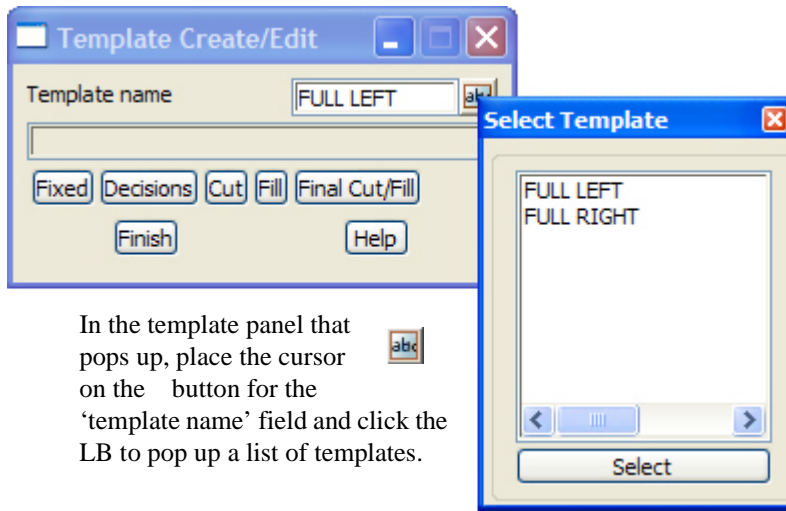 Template Create/Edit
Template name
FULL LEFT
Fixed Decisions Cut Fill Final Cut/Fill
Finish Help
Select Template
FULL LEFT
FULL RIGHT
Select
In the template panel that
pops up, place the cursor abc
on the button for the
‘template name’ field and click the
LB to pop up a list of templates.